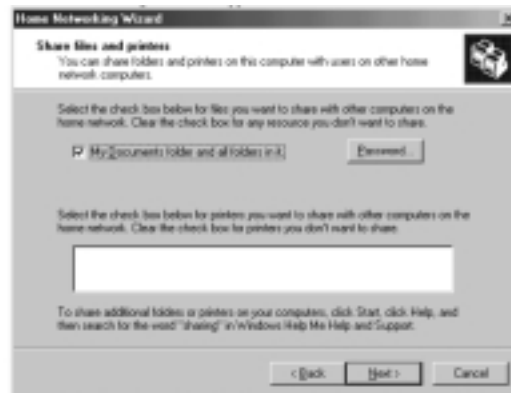 Home Networking Wizard
Share files and printers
You can share folders and printers on this computer with users on other home
network computers.
Select the check box below for files you want to share with other computers on the
home network. Clear the check box for any resource you don't want to share.
My Documents folder and all folders in it.
Password...
Select the check box below for printers you want to share with other computers on the
home network. Clear the check box for printers you don't want to share.
To share additional folders or printers on your computers, click Start, click Help, and
then search for the word "sharing" in Windows Help Me Help and Support.
< Back
Next >
Cancel